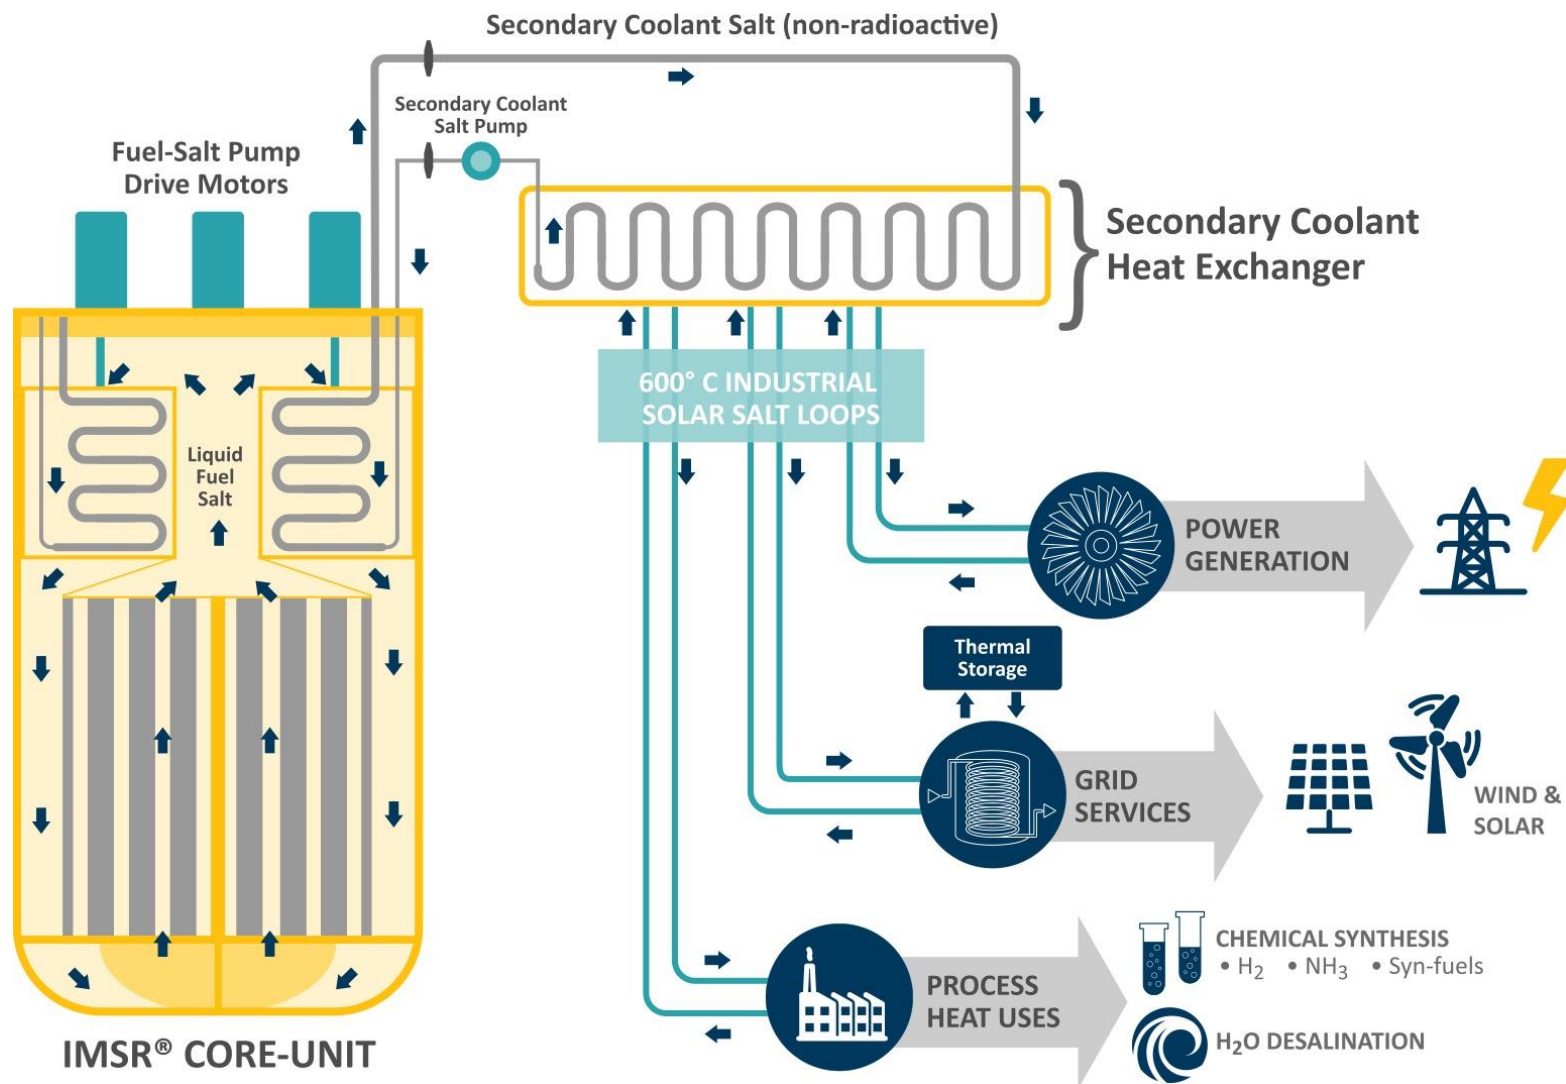 Secondary Coolant Salt (non-radioactive)
Secondary Coolant
Salt Pump
Fuel-Salt Pump
Drive Motors
Secondary Coolant
Heat Exchanger
600° C INDUSTRIAL
SOLAR SALT LOOPS
Liquid
Fuel
Salt
POWER
GENERATION
Thermal
Storage
GRID
SERVICES
WIND &
SOLAR
PROCESS
HEAT USES
CHEMICAL SYNTHESIS
• H₂ • NH₃ • Syn-fuels
H₂O DESALINATION
IMSR® CORE-UNIT